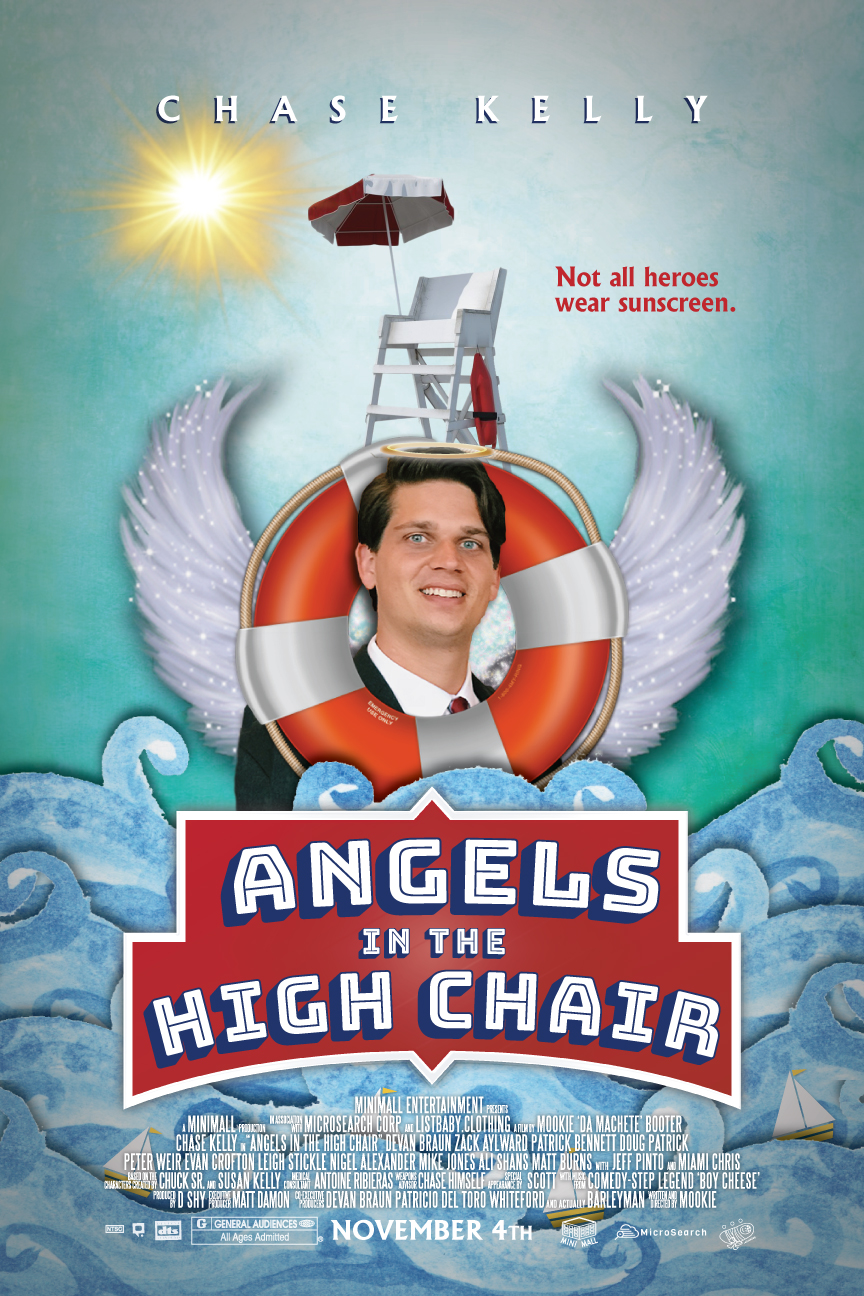 CHASE KELLY
Not all heroes
wear sunscreen.
EMERGENCY
USE ONLY
ANGELS
IN THE
HIGH CHAIR
MINIMALL ENTERTAINMENT PRESENTS
A MINIMALL PRODUCTION IN ASSOCIATION WITH MICROSEARCH CORP AND LISTBABY.CLOTHING A FILM BY MOOKIE "DA MACHETE" BOOTER
CHASE KELLY IN "ANGELS IN THE HIGH CHAIR" DEVAN BRAUN ZACK AYLWARD PATRICK BENNETT DOUG PATRICK
PETER WEIR EVAN CROFTON LEIGH STICKLE NIGEL ALEXANDER MIKE JONES ALI SHANS MATT BURNS WITH JEFF PINTO AND MIAMI CHRIS
BASED ON THE CHARACTERS CREATED BY CHUCK SR. AND SUSAN KELLY MEDICAL CONSULTANT ANTOINE RIBIERAS WEAPONS ADVISOR CHASE HIMSELF SPECIAL APPEARANCE BY SCOTT WITH MUSIC FROM COMEDY-STEP LEGEND 'BOY CHEESE'
PRODUCED BY D SHY EXECUTIVE PRODUCER MATT DAMON CO-EXECUTIVE PRODUCERS DEVAN BRAUN PATRICIO DEL TORO WHITEFORD AND ACTUALLY BARLEYMAN WRITTEN AND DIRECTED BY MOOKIE
NTSC dts G GENERAL AUDIENCES All Ages Admitted ® NOVEMBER 4TH MINI MALL MicroSearch